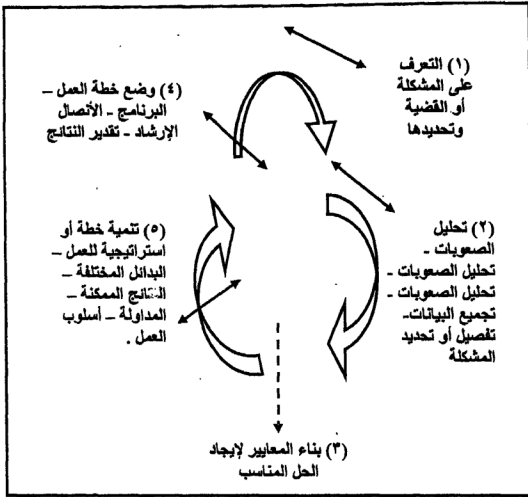 (١) التعرف
على المشكلة
أو القضية
وتحديدها
(٢) تحليل
الصعوبات -
تحليل الصعوبات -
تحليل الصعوبات -
تجميع البيانات-
تفصيل أو تحديد
المشكلة
(٣) بناء المعايير لإيجاد
الحل المناسب
(٤) وضع خطة العمل –
البرنامج - الأنصال
الإرشاد - تقدير النتائج
(٥) تنمية خطة أو
استراتيجية للعمل –
البدائل المختلفة –
النتائج الممكنة –
المداولة – أسلوب
العمل .